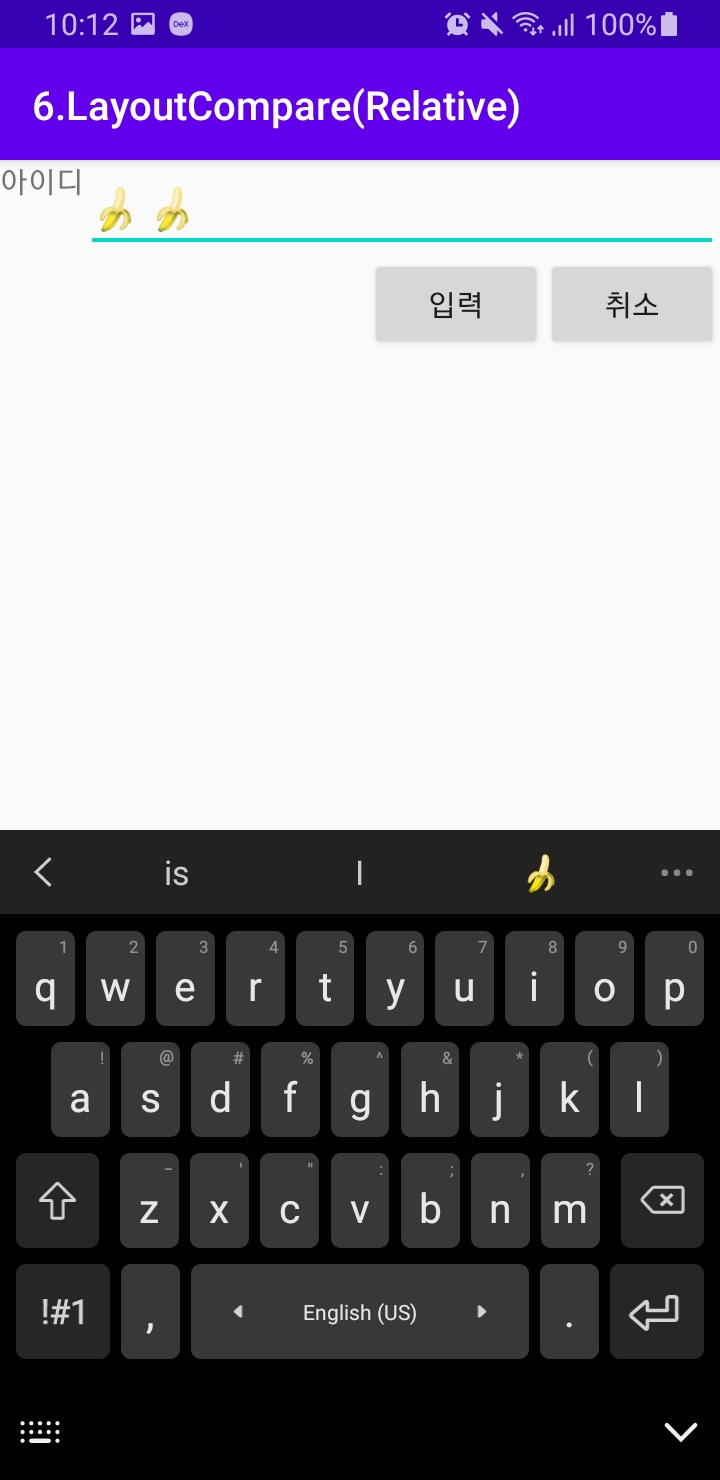 10:12 DeX 100%
6.LayoutCompare(Relative)
아이디 🍌 🍌
입력 취소
is I 🍌 •••
1 2 3 4 5 6 7 8 9 0
q w e r t y u i o p
! @ # % ^ & * ( )
a s d f g h j k l
- ' " : ; , ?
z x c v b n m
!#1 , English (US) .